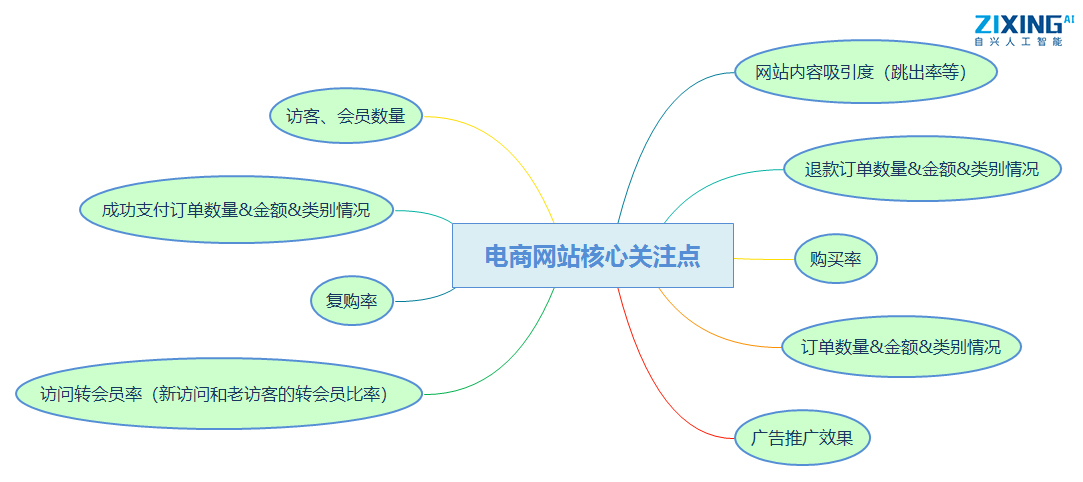 ZIXING AI
自兴人工智能
网站内容吸引度（跳出率等）
访客、会员数量
退款订单数量&金额&类别情况
成功支付订单数量&金额&类别情况
电商网站核心关注点
购买率
复购率
订单数量&金额&类别情况
访问转会员率（新访问和老访客的转会员比率）
广告推广效果